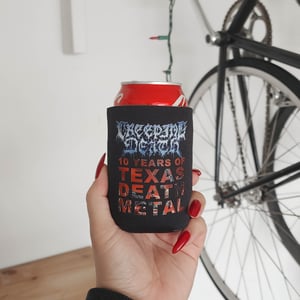 CREEPING
DEATH
10 YEARS OF
TEXAS
DEATH
METAL